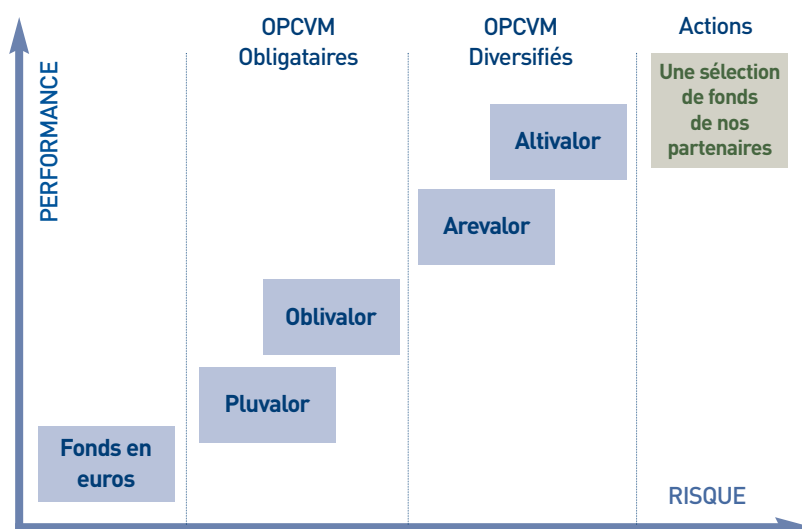 OPCVM
Obligataires
OPCVM
Diversifiés
Actions
Une sélection
de fonds
de nos
partenaires
PERFORMANCE
Altivalor
Arevalor
Oblivalor
Pluvalor
Fonds en
euros
RISQUE